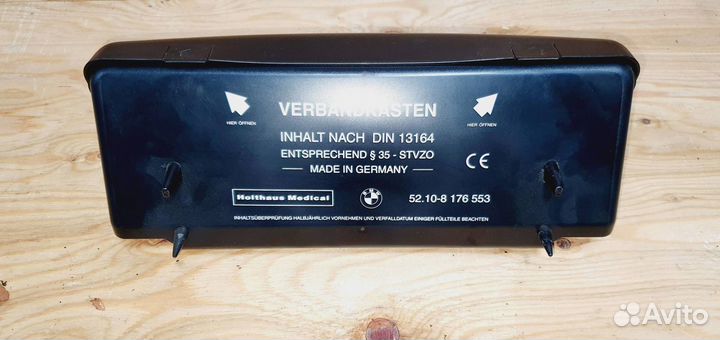 VERBANDKASTEN
HIER ÖFFNEN
HIER ÖFFNEN
INHALT NACH DIN 13164
ENTSPRECHEND § 35 - STVZO
MADE IN GERMANY
CE
Holthaus Medical
BMW
52.10-8 176 553
INHALTSÜBERPRÜFUNG HALBJÄHRLICH VORNEHMEN UND VERFALLDATUM EINIGER FÜLLTEILE BEACHTEN
Avito